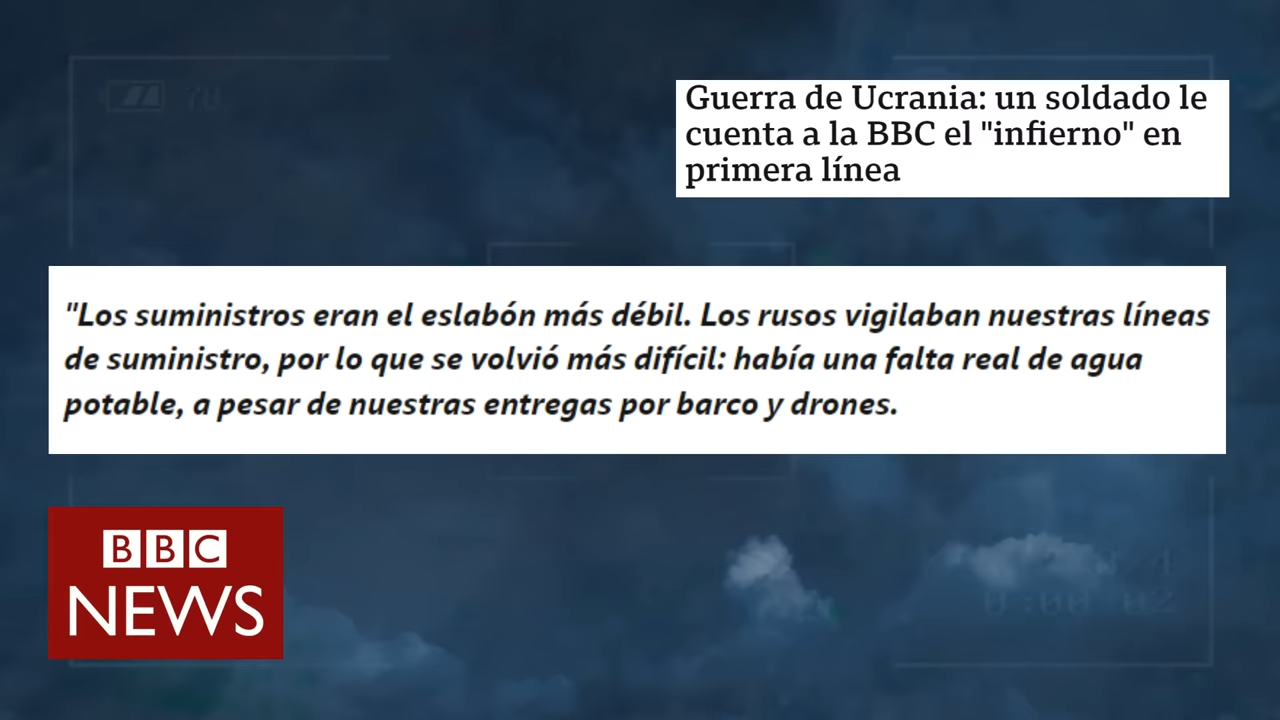 Guerra de Ucrania: un soldado le
cuenta a la BBC el "infierno" en
primera línea
"Los suministros eran el eslabón más débil. Los rusos vigilaban nuestras líneas
de suministro, por lo que se volvió más difícil: había una falta real de agua
potable, a pesar de nuestras entregas por barco y drones.
BBC
NEWS